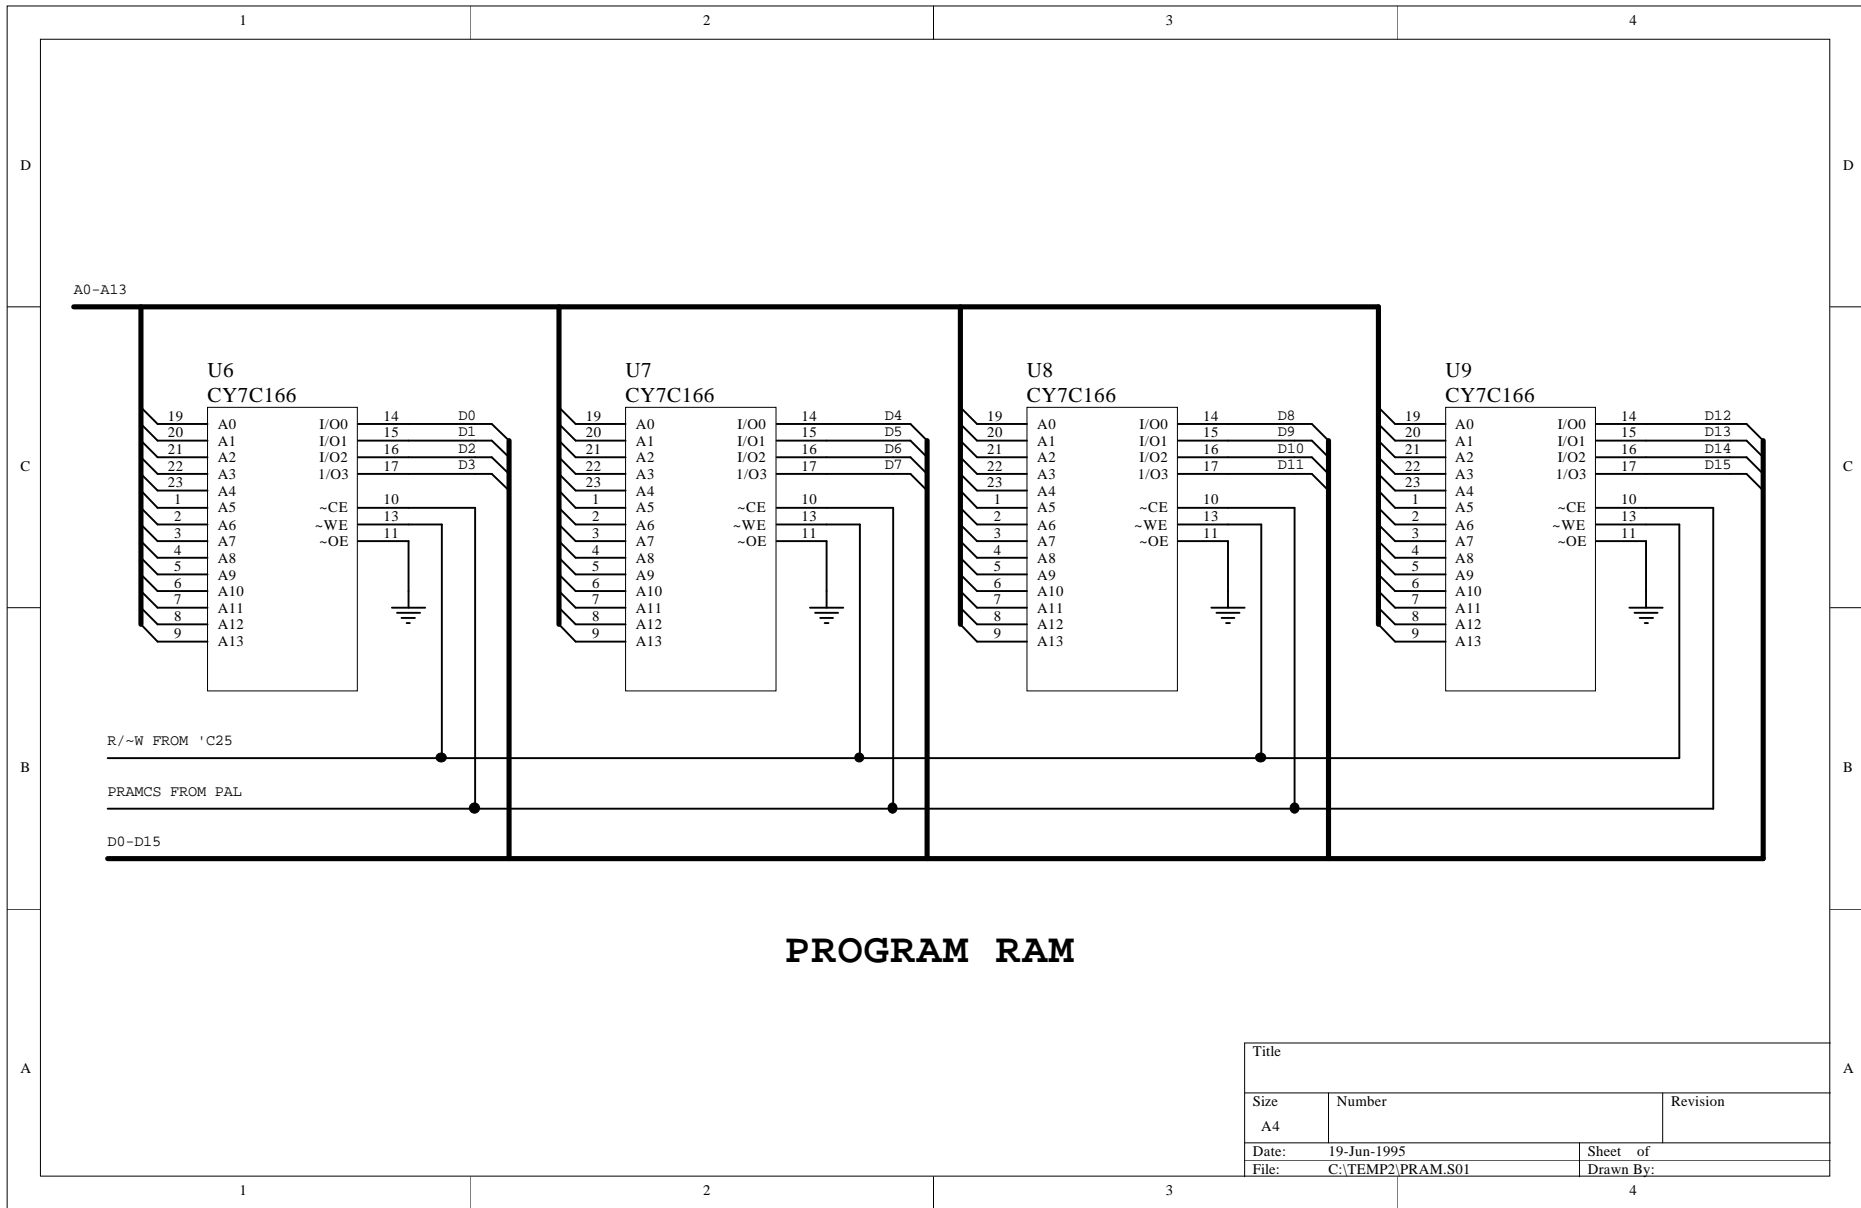 1 2 3 4
D D
A0-A13
U6 U7 U8 U9
CY7C166 CY7C166 CY7C166 CY7C166
19 A0 I/O0 14 D0 19 A0 I/O0 14 D4 19 A0 I/O0 14 D8 19 A0 I/O0 14 D12
20 A1 I/O1 15 D1 20 A1 I/O1 15 D5 20 A1 I/O1 15 D9 20 A1 I/O1 15 D13
21 A2 I/O2 16 D2 21 A2 I/O2 16 D6 21 A2 I/O2 16 D10 21 A2 I/O2 16 D14
C 22 A3 1/O3 17 D3 22 A3 1/O3 17 D7 22 A3 1/O3 17 D11 22 A3 1/O3 17 D15 C
23 A4 23 A4 23 A4 23 A4
1 A5 ~CE 10 1 A5 ~CE 10 1 A5 ~CE 10 1 A5 ~CE 10
2 A6 ~WE 13 2 A6 ~WE 13 2 A6 ~WE 13 2 A6 ~WE 13
3 A7 ~OE 11 3 A7 ~OE 11 3 A7 ~OE 11 3 A7 ~OE 11
4 A8 4 A8 4 A8 4 A8
5 A9 5 A9 5 A9 5 A9
6 A10 6 A10 6 A10 6 A10
7 A11 7 A11 7 A11 7 A11
8 A12 8 A12 8 A12 8 A12
9 A13 9 A13 9 A13 9 A13
R/~W FROM 'C25
B B
PRAMCS FROM PAL
D0-D15
PROGRAM RAM
A A
Title
Size Number Revision
A4
Date: 19-Jun-1995 Sheet of
File: C:\TEMP2\PRAM.S01 Drawn By:
1 2 3 4